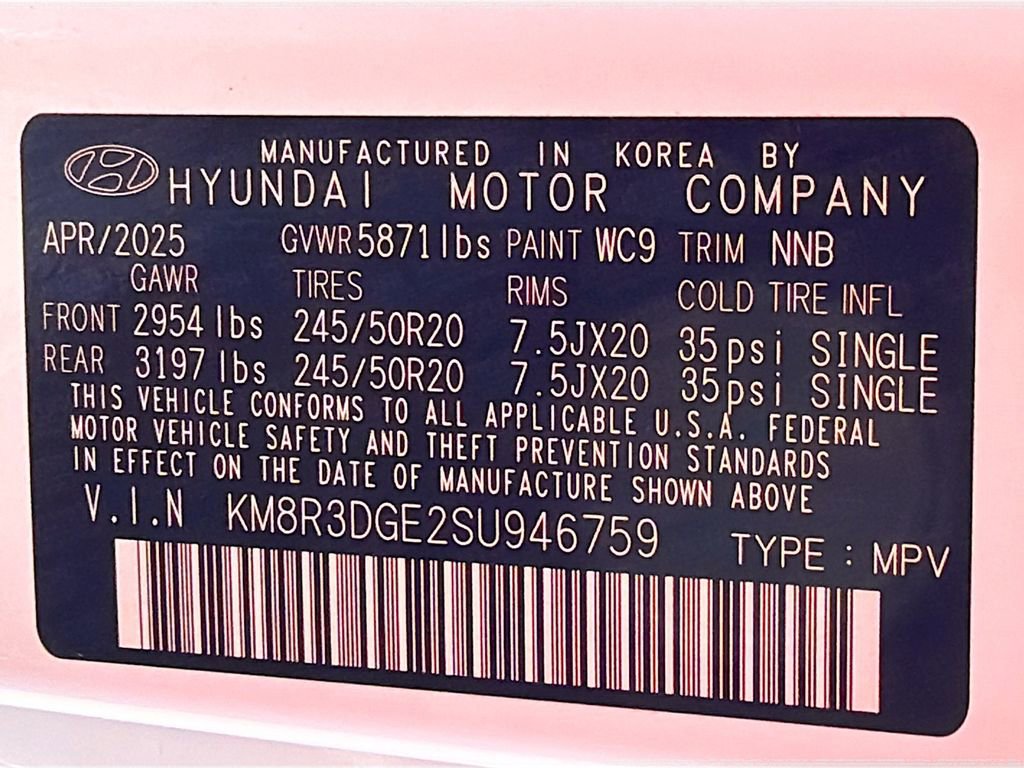 MANUFACTURED IN KOREA BY
HYUNDAI MOTOR COMPANY
APR/2025 GVWR 5871 lbs PAINT WC9 TRIM NNB
GAWR TIRES RIMS COLD TIRE INFL
FRONT 2954 lbs 245/50R20 7.5JX20 35psi SINGLE
REAR 3197 lbs 245/50R20 7.5JX20 35psi SINGLE
THIS VEHICLE CONFORMS TO ALL APPLICABLE U.S.A. FEDERAL
MOTOR VEHICLE SAFETY AND THEFT PREVENTION STANDARDS
IN EFFECT ON THE DATE OF MANUFACTURE SHOWN ABOVE
V.I.N KM8R3DGE2SU946759 TYPE : MPV